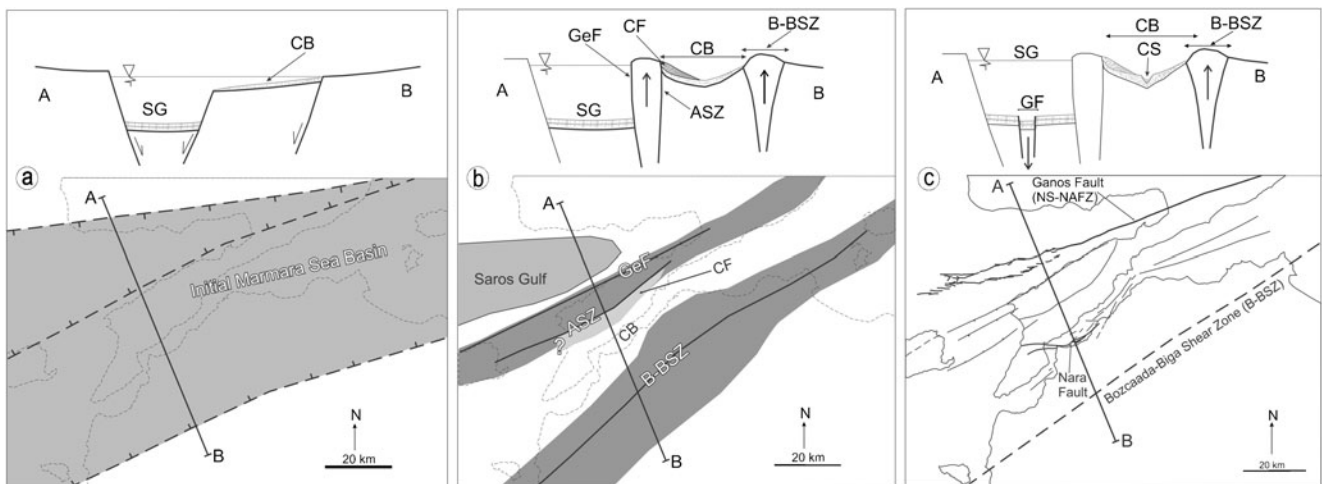 CB
A
SG
B
a
A
Initial Marmara Sea Basin
B
N
20 km
CF
GeF
CB
B-BSZ
A
SG
ASZ
B
b
A
Saros Gulf
GeF
CF
? ASZ
CB
B-BSZ
B
N
20 km
CB
B-BSZ
SG
CS
A
GF
B
c
A
Ganos Fault
(NS-NAFZ)
Nara
Fault
Bozcaada-Biga Shear Zone (B-BSZ)
B
N
20 km